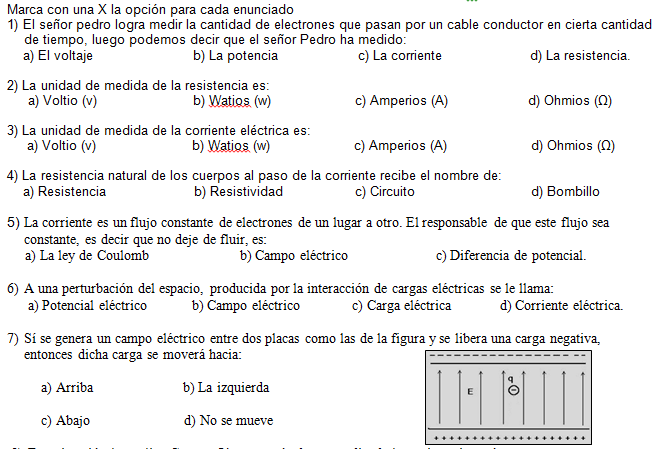 Marca con una X la opción para cada enunciado
1) El señor pedro logra medir la cantidad de electrones que pasan por un cable conductor en cierta cantidad
de tiempo, luego podemos decir que el señor Pedro ha medido:
a) El voltaje b) La potencia c) La corriente d) La resistencia.
2) La unidad de medida de la resistencia es:
a) Voltio (v) b) Watios (w) c) Amperios (A) d) Ohmios (Ω)
3) La unidad de medida de la corriente eléctrica es:
a) Voltio (v) b) Watios (w) c) Amperios (A) d) Ohmios (Ω)
4) La resistencia natural de los cuerpos al paso de la corriente recibe el nombre de:
a) Resistencia b) Resistividad c) Circuito d) Bombillo
5) La corriente es un flujo constante de electrones de un lugar a otro. El responsable de que este flujo sea
constante, es decir que no deje de fluir, es:
a) La ley de Coulomb b) Campo eléctrico c) Diferencia de potencial.
6) A una perturbación del espacio, producida por la interacción de cargas eléctricas se le llama:
a) Potencial eléctrico b) Campo eléctrico c) Carga eléctrica d) Corriente eléctrica.
7) Sí se genera un campo eléctrico entre dos placas como las de la figura y se libera una carga negativa,
entonces dicha carga se moverá hacia:
a) Arriba b) La izquierda
c) Abajo d) No se mueve
E q